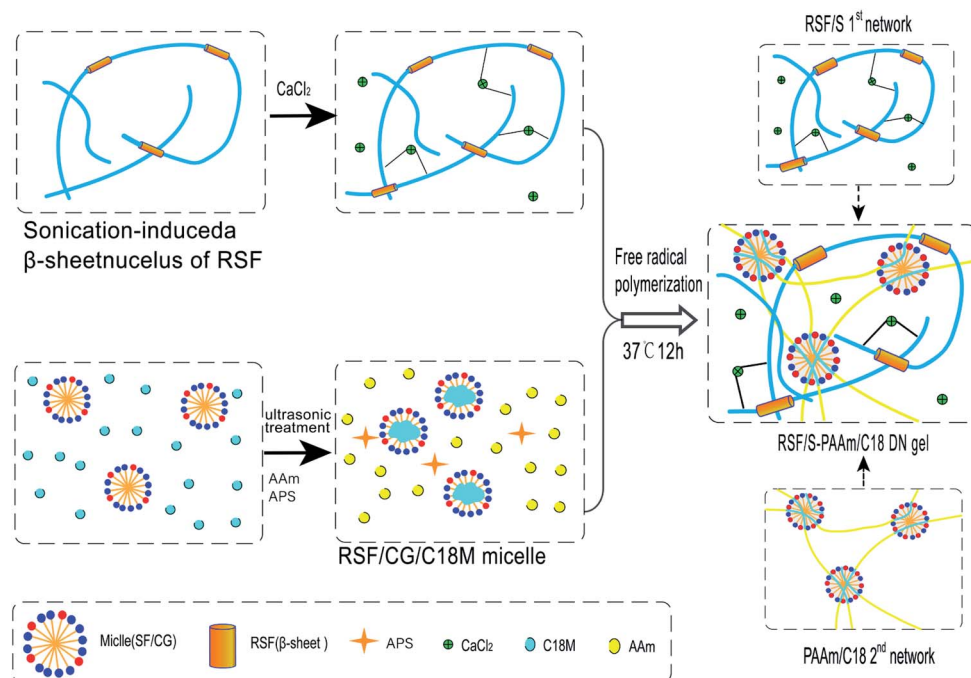 CaCl₂
Sonication-induceda
β-sheetnucelus of RSF
ultrasonic
treatment
AAm
APS
RSF/CG/C18M micelle
Free radical
polymerization
37℃ 12h
RSF/S 1st network
RSF/S-PAAm/C18 DN gel
PAAm/C18 2nd network
Miclle(SF/CG)
RSF(β-sheet )
APS
CaCl₂
C18M
AAm